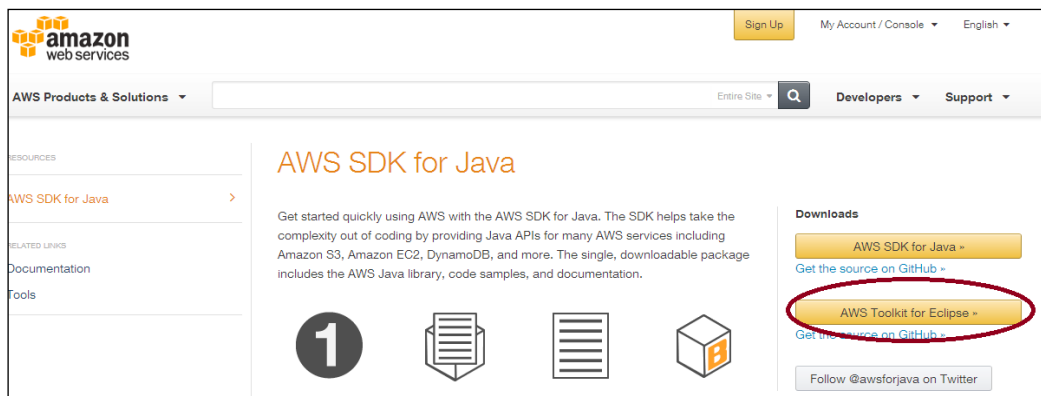 amazon
web services
Sign Up
My Account / Console
English
AWS Products & Solutions
Entire Site
Developers
Support
RESOURCES
AWS SDK for Java
RELATED LINKS
Documentation
Tools
AWS SDK for Java
Get started quickly using AWS with the AWS SDK for Java. The SDK helps take the
complexity out of coding by providing Java APIs for many AWS services including
Amazon S3, Amazon EC2, DynamoDB, and more. The single, downloadable package
includes the AWS Java library, code samples, and documentation.
1
B
Downloads
AWS SDK for Java »
Get the source on GitHub »
AWS Toolkit for Eclipse »
Get the source on GitHub »
Follow @awsforjava on Twitter